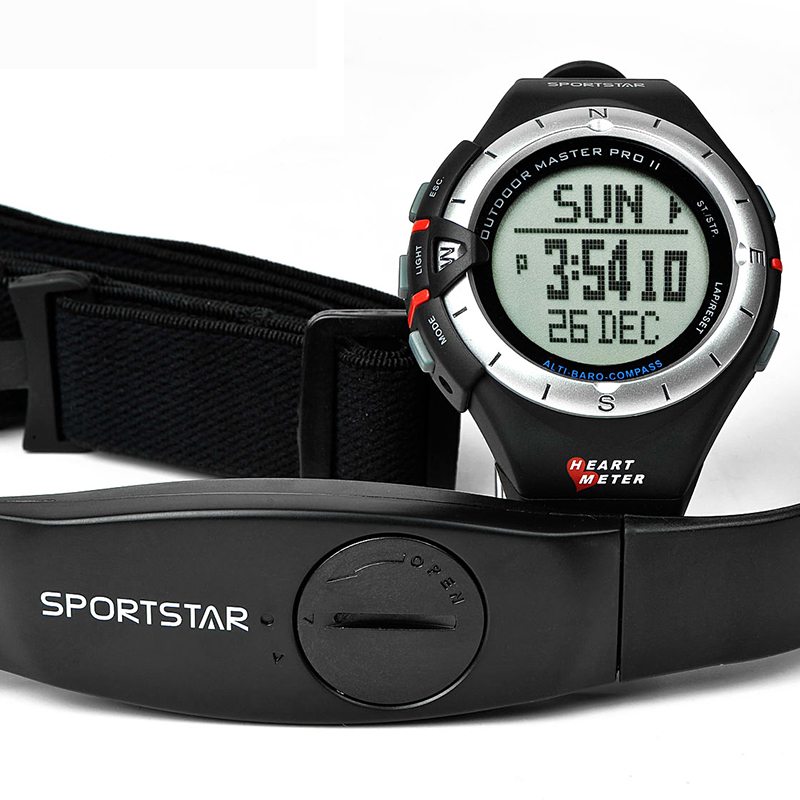 SPORTSTAR
N
OUTDOOR MASTER PRO II
ESC.
ST./STP.
LIGHT
N
E
MODE
LAP/RESET
SUN
P 3:54 10
26 DEC
ALTI-BARO-COMPASS
S
HEART
METER
OPEN
SPORTSTAR